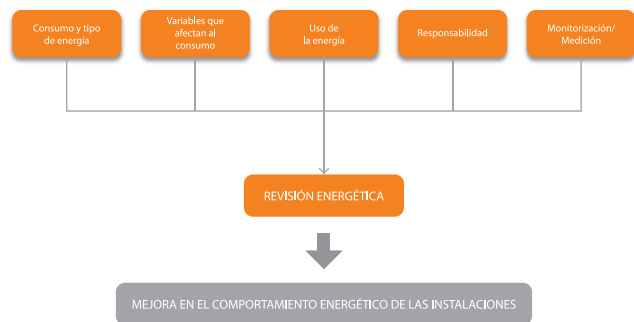 Consumo y tipo
de energía
Variables que
afectan al
consumo
Uso de
la energía
Responsabilidad
Monitorización/
Medición
REVISIÓN ENERGÉTICA
MEJORA EN EL COMPORTAMIENTO ENERGÉTICO DE LAS INSTALACIONES